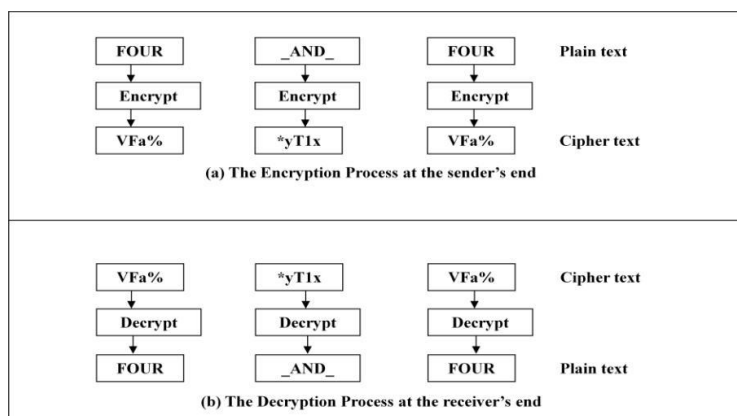 FOUR _AND_ FOUR Plain text
Encrypt Encrypt Encrypt
VFa% *yT1x VFa% Cipher text
(a) The Encryption Process at the sender's end
VFa% *yT1x VFa% Cipher text
Decrypt Decrypt Decrypt
FOUR _AND_ FOUR Plain text
(b) The Decryption Process at the receiver's end